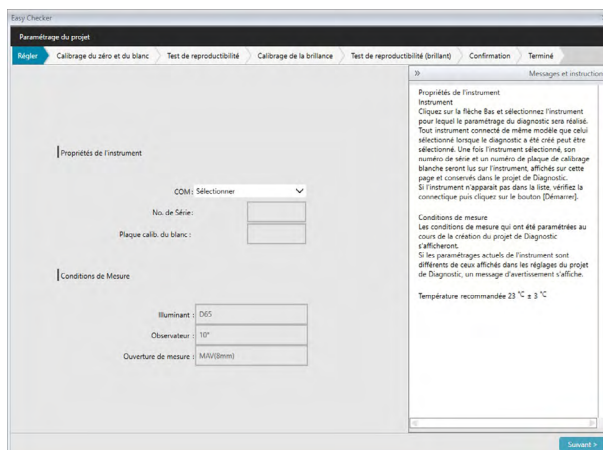 Easy Checker
Paramétrage du projet
Régler
Calibrage du zéro et du blanc
Test de reproductibilité
Calibrage de la brillance
Test de reproductibilité (brillant)
Confirmation
Terminé
Propriétés de l'instrument
COM: Sélectionner
No. de Série:
Plaque calib. du blanc :
Conditions de Mesure
Illuminant : D65
Observateur : 10°
Ouverture de mesure : MAV(8mm)
» Messages et instruction
Propriétés de l'instrument
Instrument
Cliquez sur la flèche Bas et sélectionnez l'instrument
pour lequel le paramétrage du diagnostic sera réalisé.
Tout instrument connecté de même modèle que celui
sélectionné lorsque le diagnostic a été créé peut être
sélectionné. Une fois l'instrument sélectionné, son
numéro de série et un numéro de plaque de calibrage
blanche seront lus sur l'instrument, affichés sur cette
page et conservés dans le projet de Diagnostic.
Si l'instrument n'apparait pas dans la liste, vérifiez la
connectique puis cliquer sur le bouton [Démarrer].
Conditions de mesure
Les conditions de mesure qui ont été paramétrées au
cours de la création du projet de Diagnostic
s'afficheront.
Si les paramétrages actuels de l'instrument sont
différents de ceux affichés dans les réglages du projet
de Diagnostic, un message d'avertissement s'affiche.
Température recommandée 23 °C ± 3 °C
Suivant >